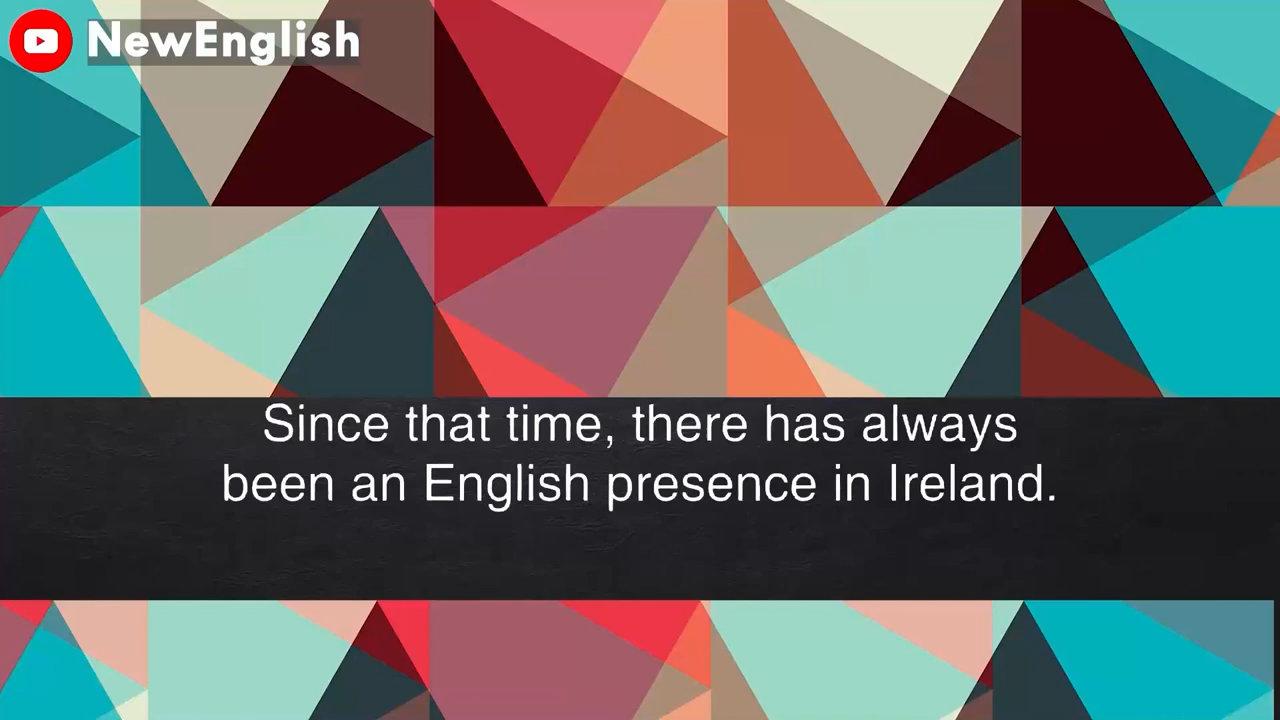 NewEnglish
Since that time, there has always
been an English presence in Ireland.